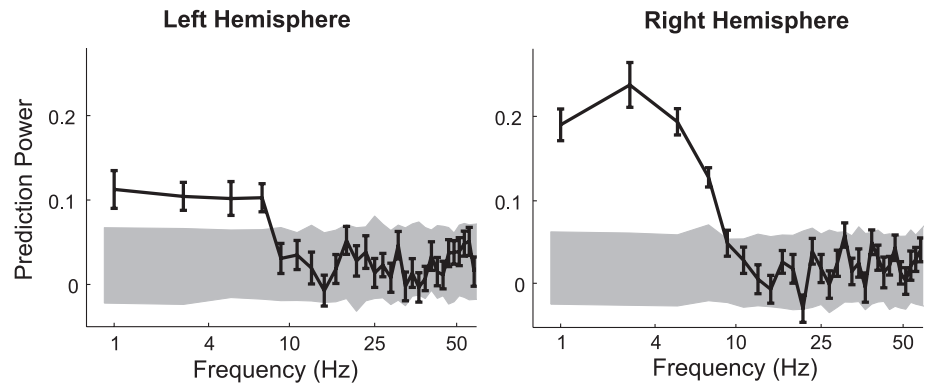 Left Hemisphere
Prediction Power
0.2
0.1
0
1 4 10 25 50
Frequency (Hz)
Right Hemisphere
0.2
0.1
0
1 4 10 25 50
Frequency (Hz)